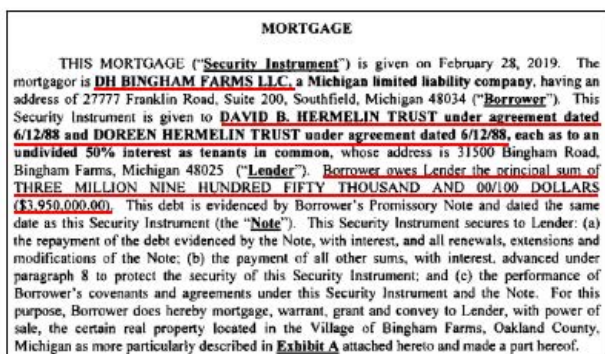 MORTGAGE
THIS MORTGAGE ("Security Instrument") is given on February 28, 2019. The
mortgagor is DH BINGHAM FARMS LLC, a Michigan limited liability company, having an
address of 27777 Franklin Road, Suite 200, Southfield, Michigan 48034 ("Borrower"). This
Security Instrument is given to DAVID B. HERMELIN TRUST under agreement dated
6/12/88 and DOREEN HERMELIN TRUST under agreement dated 6/12/88, each as to an
undivided 50% interest as tenants in common, whose address is 31500 Bingham Road,
Bingham Farms, Michigan 48025 ("Lender"). Borrower owes Lender the principal sum of
THREE MILLION NINE HUNDRED FIFTY THOUSAND AND 00/100 DOLLARS
($3,950,000.00). This debt is evidenced by Borrower's Promissory Note and dated the same
date as this Security Instrument (the "Note"). This Security Instrument secures to Lender: (a)
the repayment of the debt evidenced by the Note, with interest, and all renewals, extensions and
modifications of the Note; (b) the payment of all other sums, with interest, advanced under
paragraph 8 to protect the security of this Security Instrument; and (c) the performance of
Borrower's covenants and agreements under this Security Instrument and the Note. For this
purpose, Borrower does hereby mortgage, warrant, grant and convey to Lender, with power of
sale, the certain real property located in the Village of Bingham Farms, Oakland County,
Michigan as more particularly described in Exhibit A attached hereto and made a part hereof.